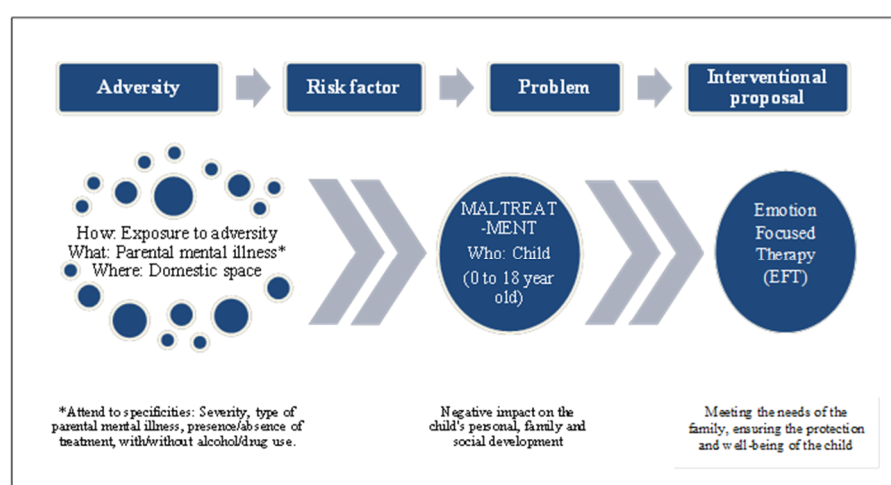 Adversity
Risk factor
Problem
Interventional
proposal
How: Exposure to adversity
What: Parental mental illness*
Where: Domestic space
MALTREAT
-MENT
Who: Child
(0 to 18 year
old)
Emotion
Focused
Therapy
(EFT)
*Attend to specificities: Severity, type of
parental mental illness, presence/absence of
treatment, with/without alcohol/drug use.
Negative impact on the
child's personal, family and
social development
Meeting the needs of the
family, ensuring the protection
and well-being of the child